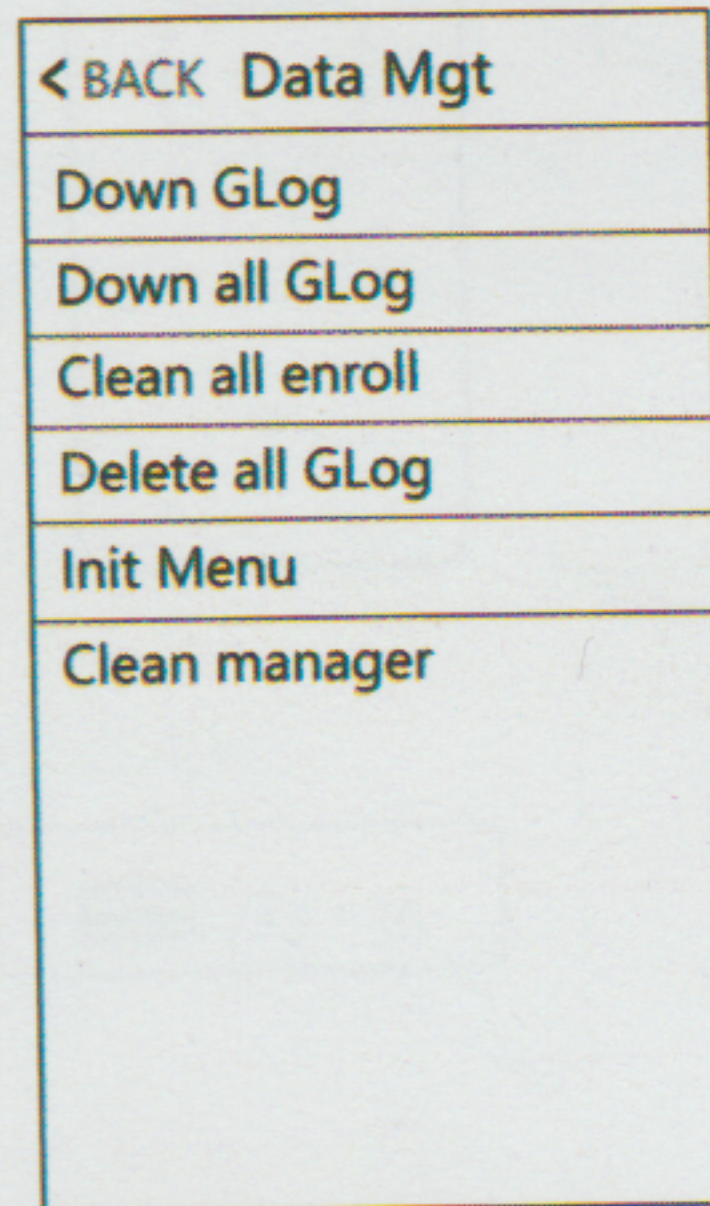 < BACK Data Mgt
Down GLog
Down all GLog
Clean all enroll
Delete all GLog
Init Menu
Clean manager